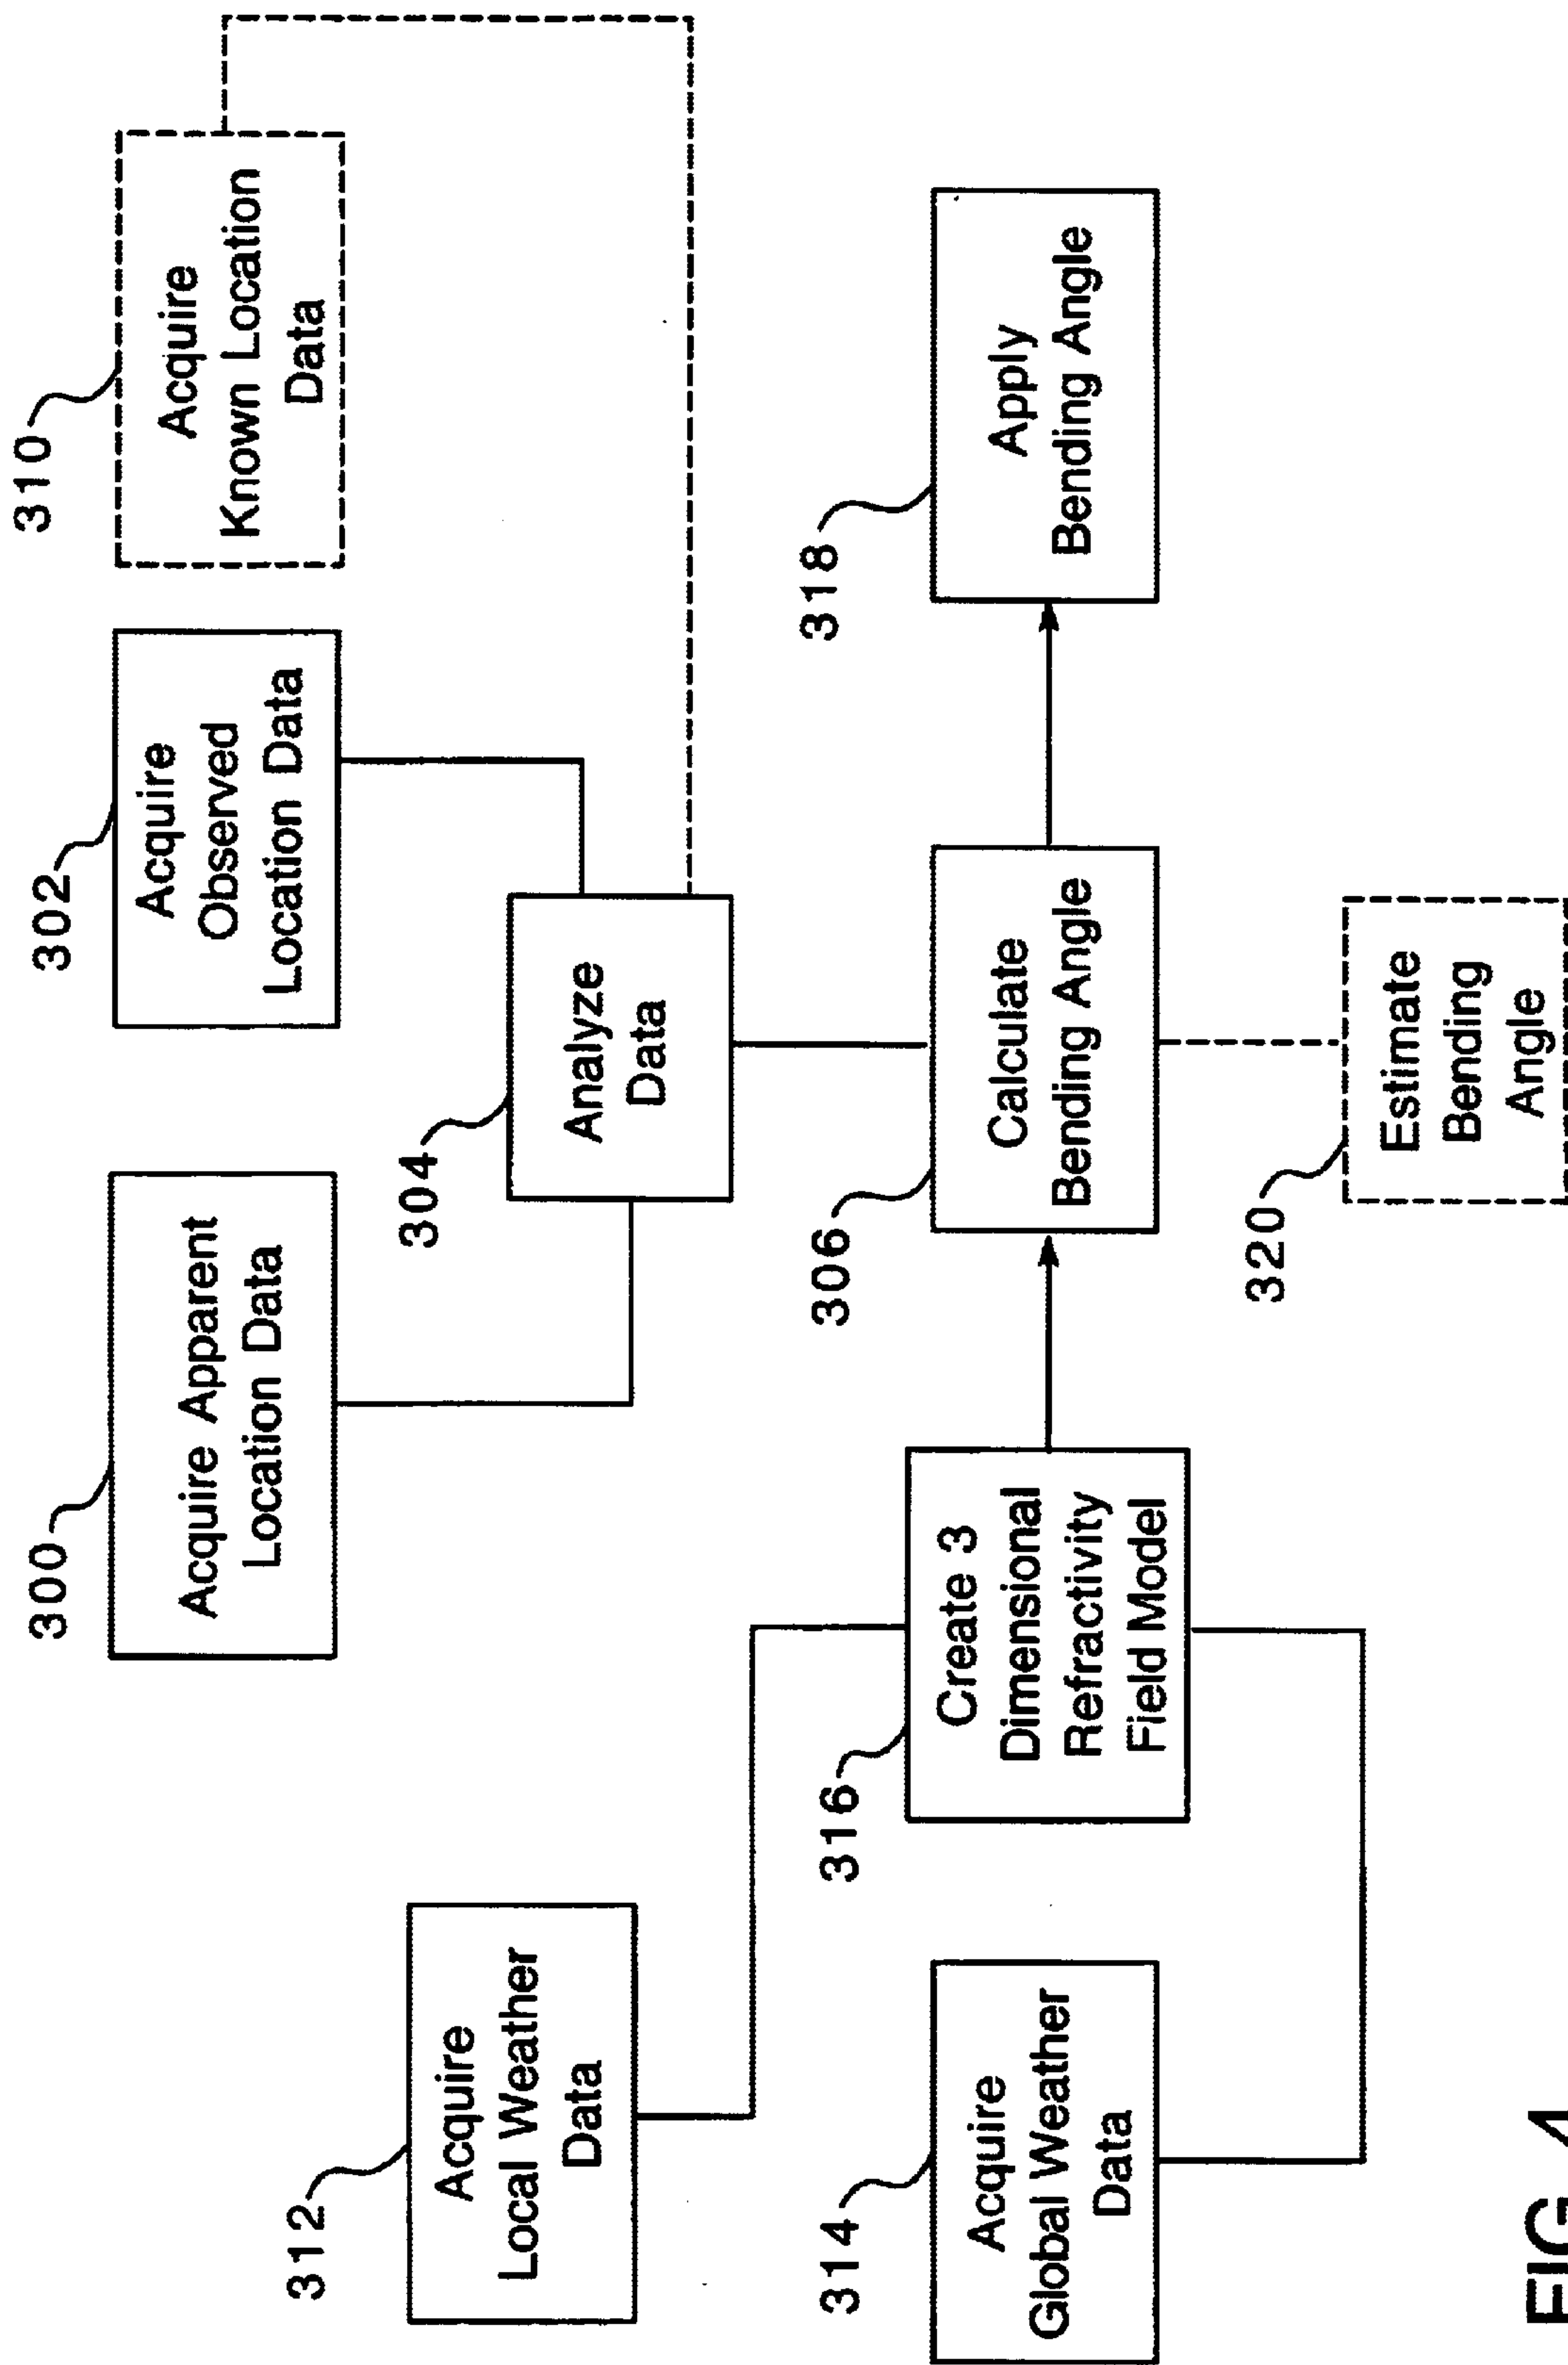 300
Acquire Apparent
Location Data
302
Acquire
Observed
Location Data
310
Acquire
Known Location
Data
304
Analyze
Data
312
Acquire
Local Weather
Data
314
Acquire
Global Weather
Data
316
Create 3
Dimensional
Refractivity
Field Model
306
Calculate
Bending Angle
318
Apply
Bending Angle
320
Estimate
Bending
Angle
FIG. 4